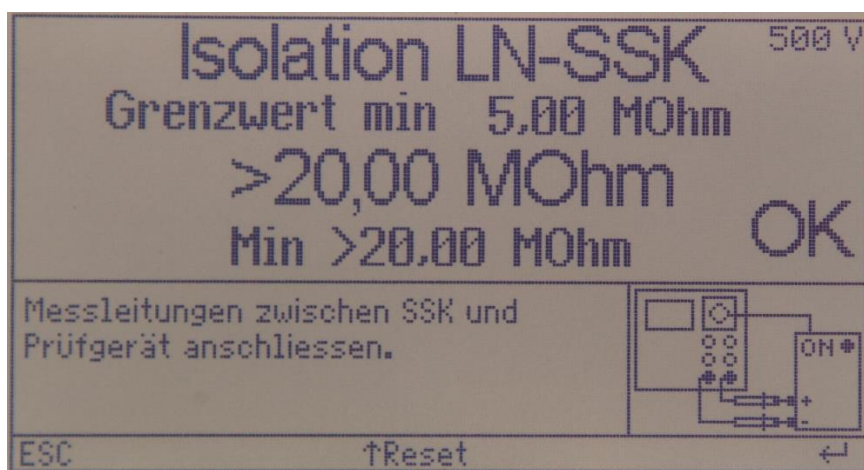 Isolation LN-SSK 500 V
Grenzwert min 5,00 MOhm
>20,00 MOhm
OK
Min >20,00 MOhm
Messleitungen zwischen SSK und
Prüfgerät anschliessen.
ON
+
-
ESC ↑Reset ↵